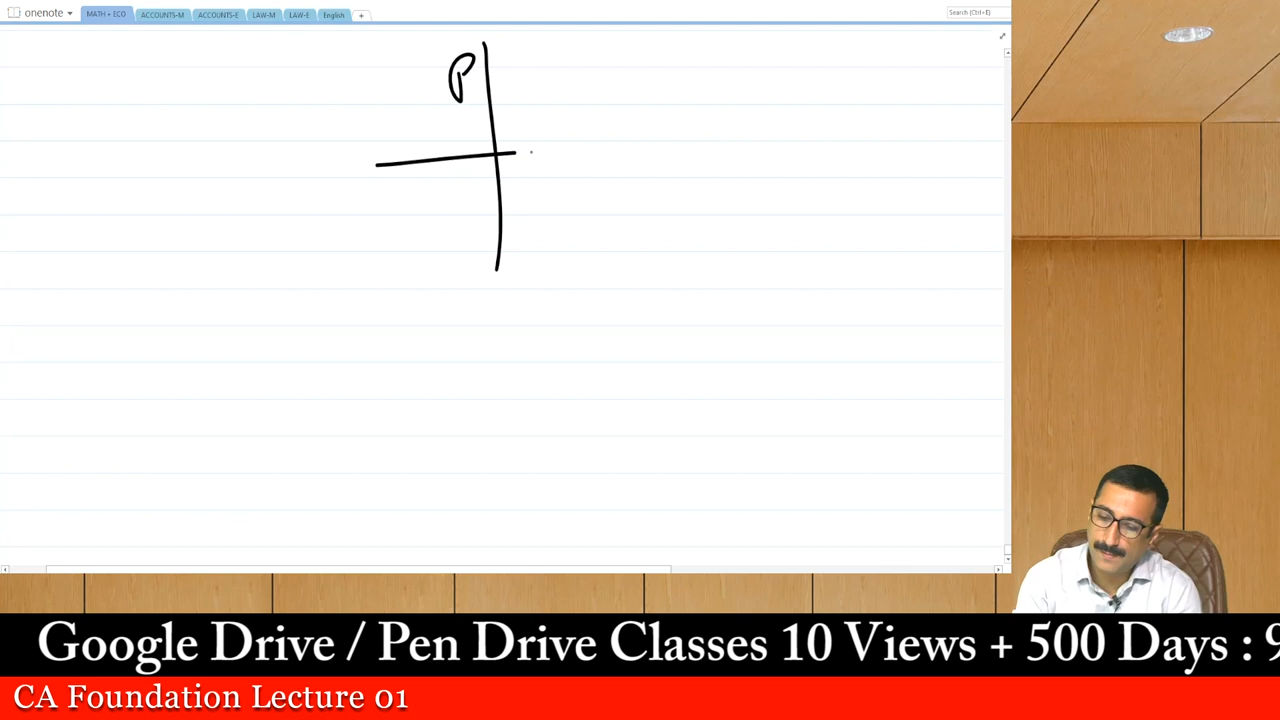 onenote MATH + ECO ACCOUNTS-M ACCOUNTS-E LAW-M LAW-E English + Search (Ctrl+E)
P
Google Drive / Pen Drive Classes 10 Views + 500 Days : 9
CA Foundation Lecture 01